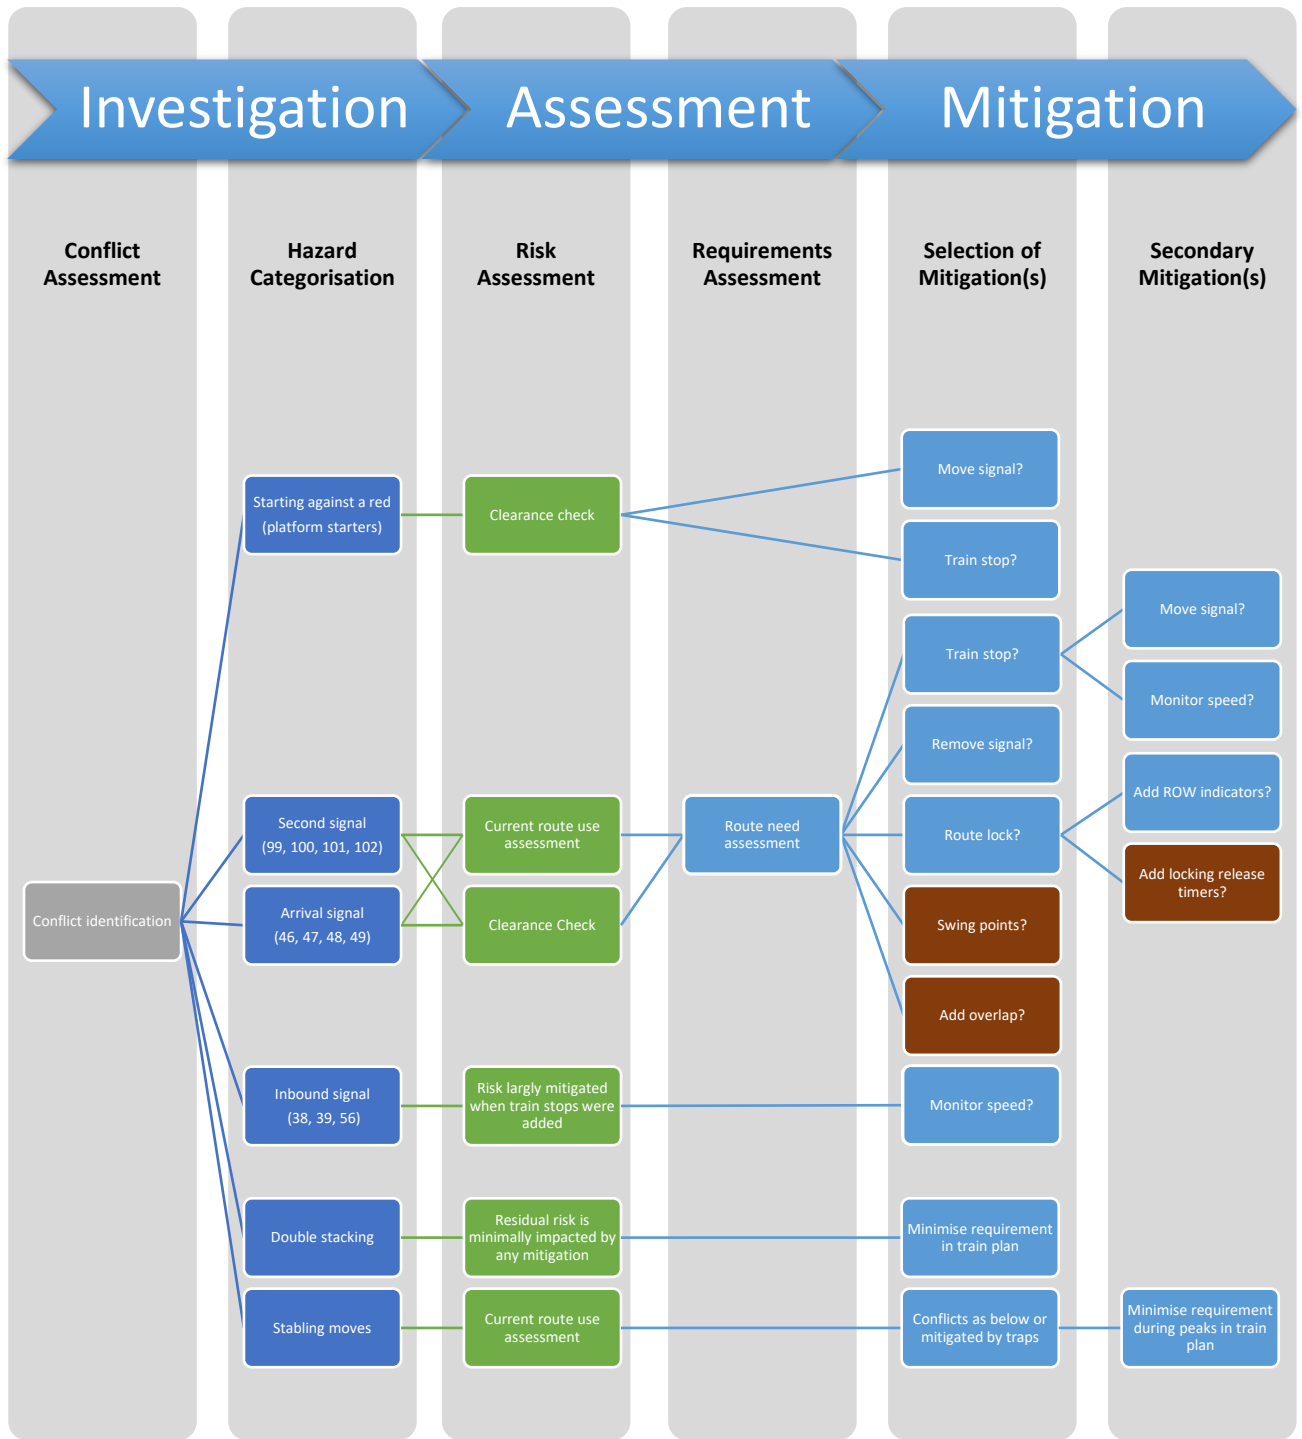 Investigation
Assessment
Mitigation
Conflict
Assessment
Hazard
Categorisation
Risk
Assessment
Requirements
Assessment
Selection of
Mitigation(s)
Secondary
Mitigation(s)
Conflict identification
Starting against a red
(platform starters)
Second signal
(99, 100, 101, 102)
Arrival signal
(46, 47, 48, 49)
Inbound signal
(38, 39, 56)
Double stacking
Stabling moves
Clearance check
Current route use
assessment
Clearance Check
Risk largely mitigated
when train stops were
added
Residual risk is
minimally impacted by
any mitigation
Current route use
assessment
Route need
assessment
Move signal?
Train stop?
Train stop?
Remove signal?
Route lock?
Swing points?
Add overlap?
Monitor speed?
Minimise requirement
in train plan
Conflicts as below or
mitigated by traps
Move signal?
Monitor speed?
Add ROW indicators?
Add locking release
timers?
Minimise requirement
during peaks in train
plan